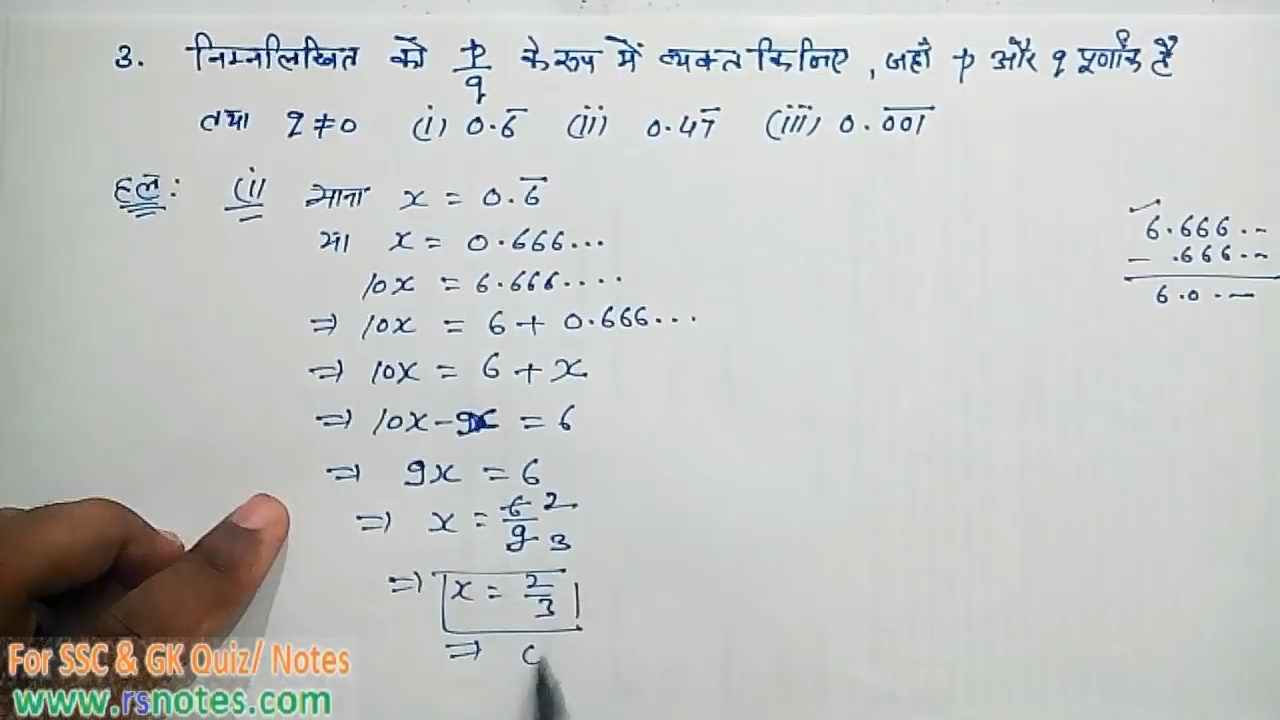 3. निम्नलिखित को p/q के रूप में व्यक्त किजिए, जहाँ p और q पूर्णांक है
तथा q ≠ 0 (i) 0.6̅ (ii) 0.47̅ (iii) 0.0̅0̅1̅
हल: (i) माना x = 0.6̅
या x = 0.666...
10x = 6.666....
⇒ 10x = 6 + 0.666...
⇒ 10x = 6 + x
⇒ 10x - x = 6
⇒ 9x = 6
⇒ x = 6/9 2 3
⇒ x = 2/3
⇒
6.666...
- .666...
6.0...
For SSC & GK Quiz/ Notes
www.rsnotes.com